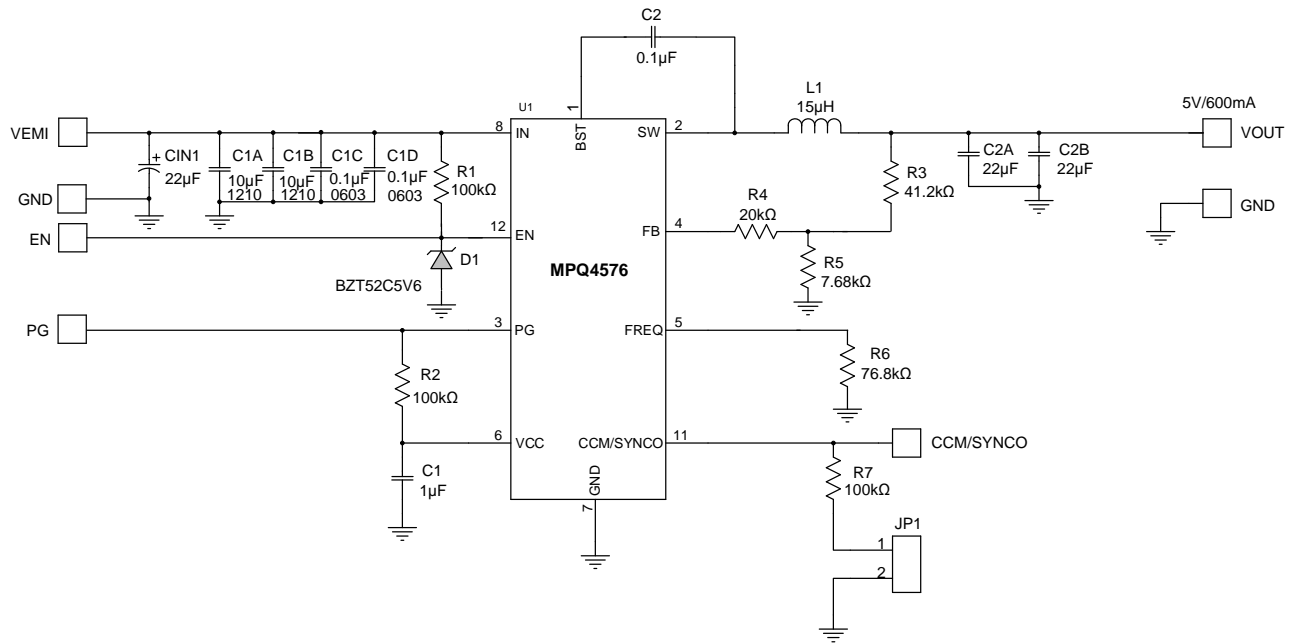 C2
0.1µF
U1
1
BST
L1
15µH
5V/600mA
VEMI
8
IN
SW
2
VOUT
+
CIN1
22µF
C1A
10µF
1210
C1B
10µF
1210
C1C
0.1µF
0603
C1D
0.1µF
0603
R1
100kΩ
R3
41.2kΩ
C2A
22µF
C2B
22µF
GND
GND
EN
12
EN
FB
4
R4
20kΩ
R5
7.68kΩ
D1
BZT52C5V6
MPQ4576
PG
3
PG
FREQ
5
R6
76.8kΩ
R2
100kΩ
6
VCC
CCM/SYNCO
11
CCM/SYNCO
C1
1µF
GND
7
R7
100kΩ
JP1
1
2